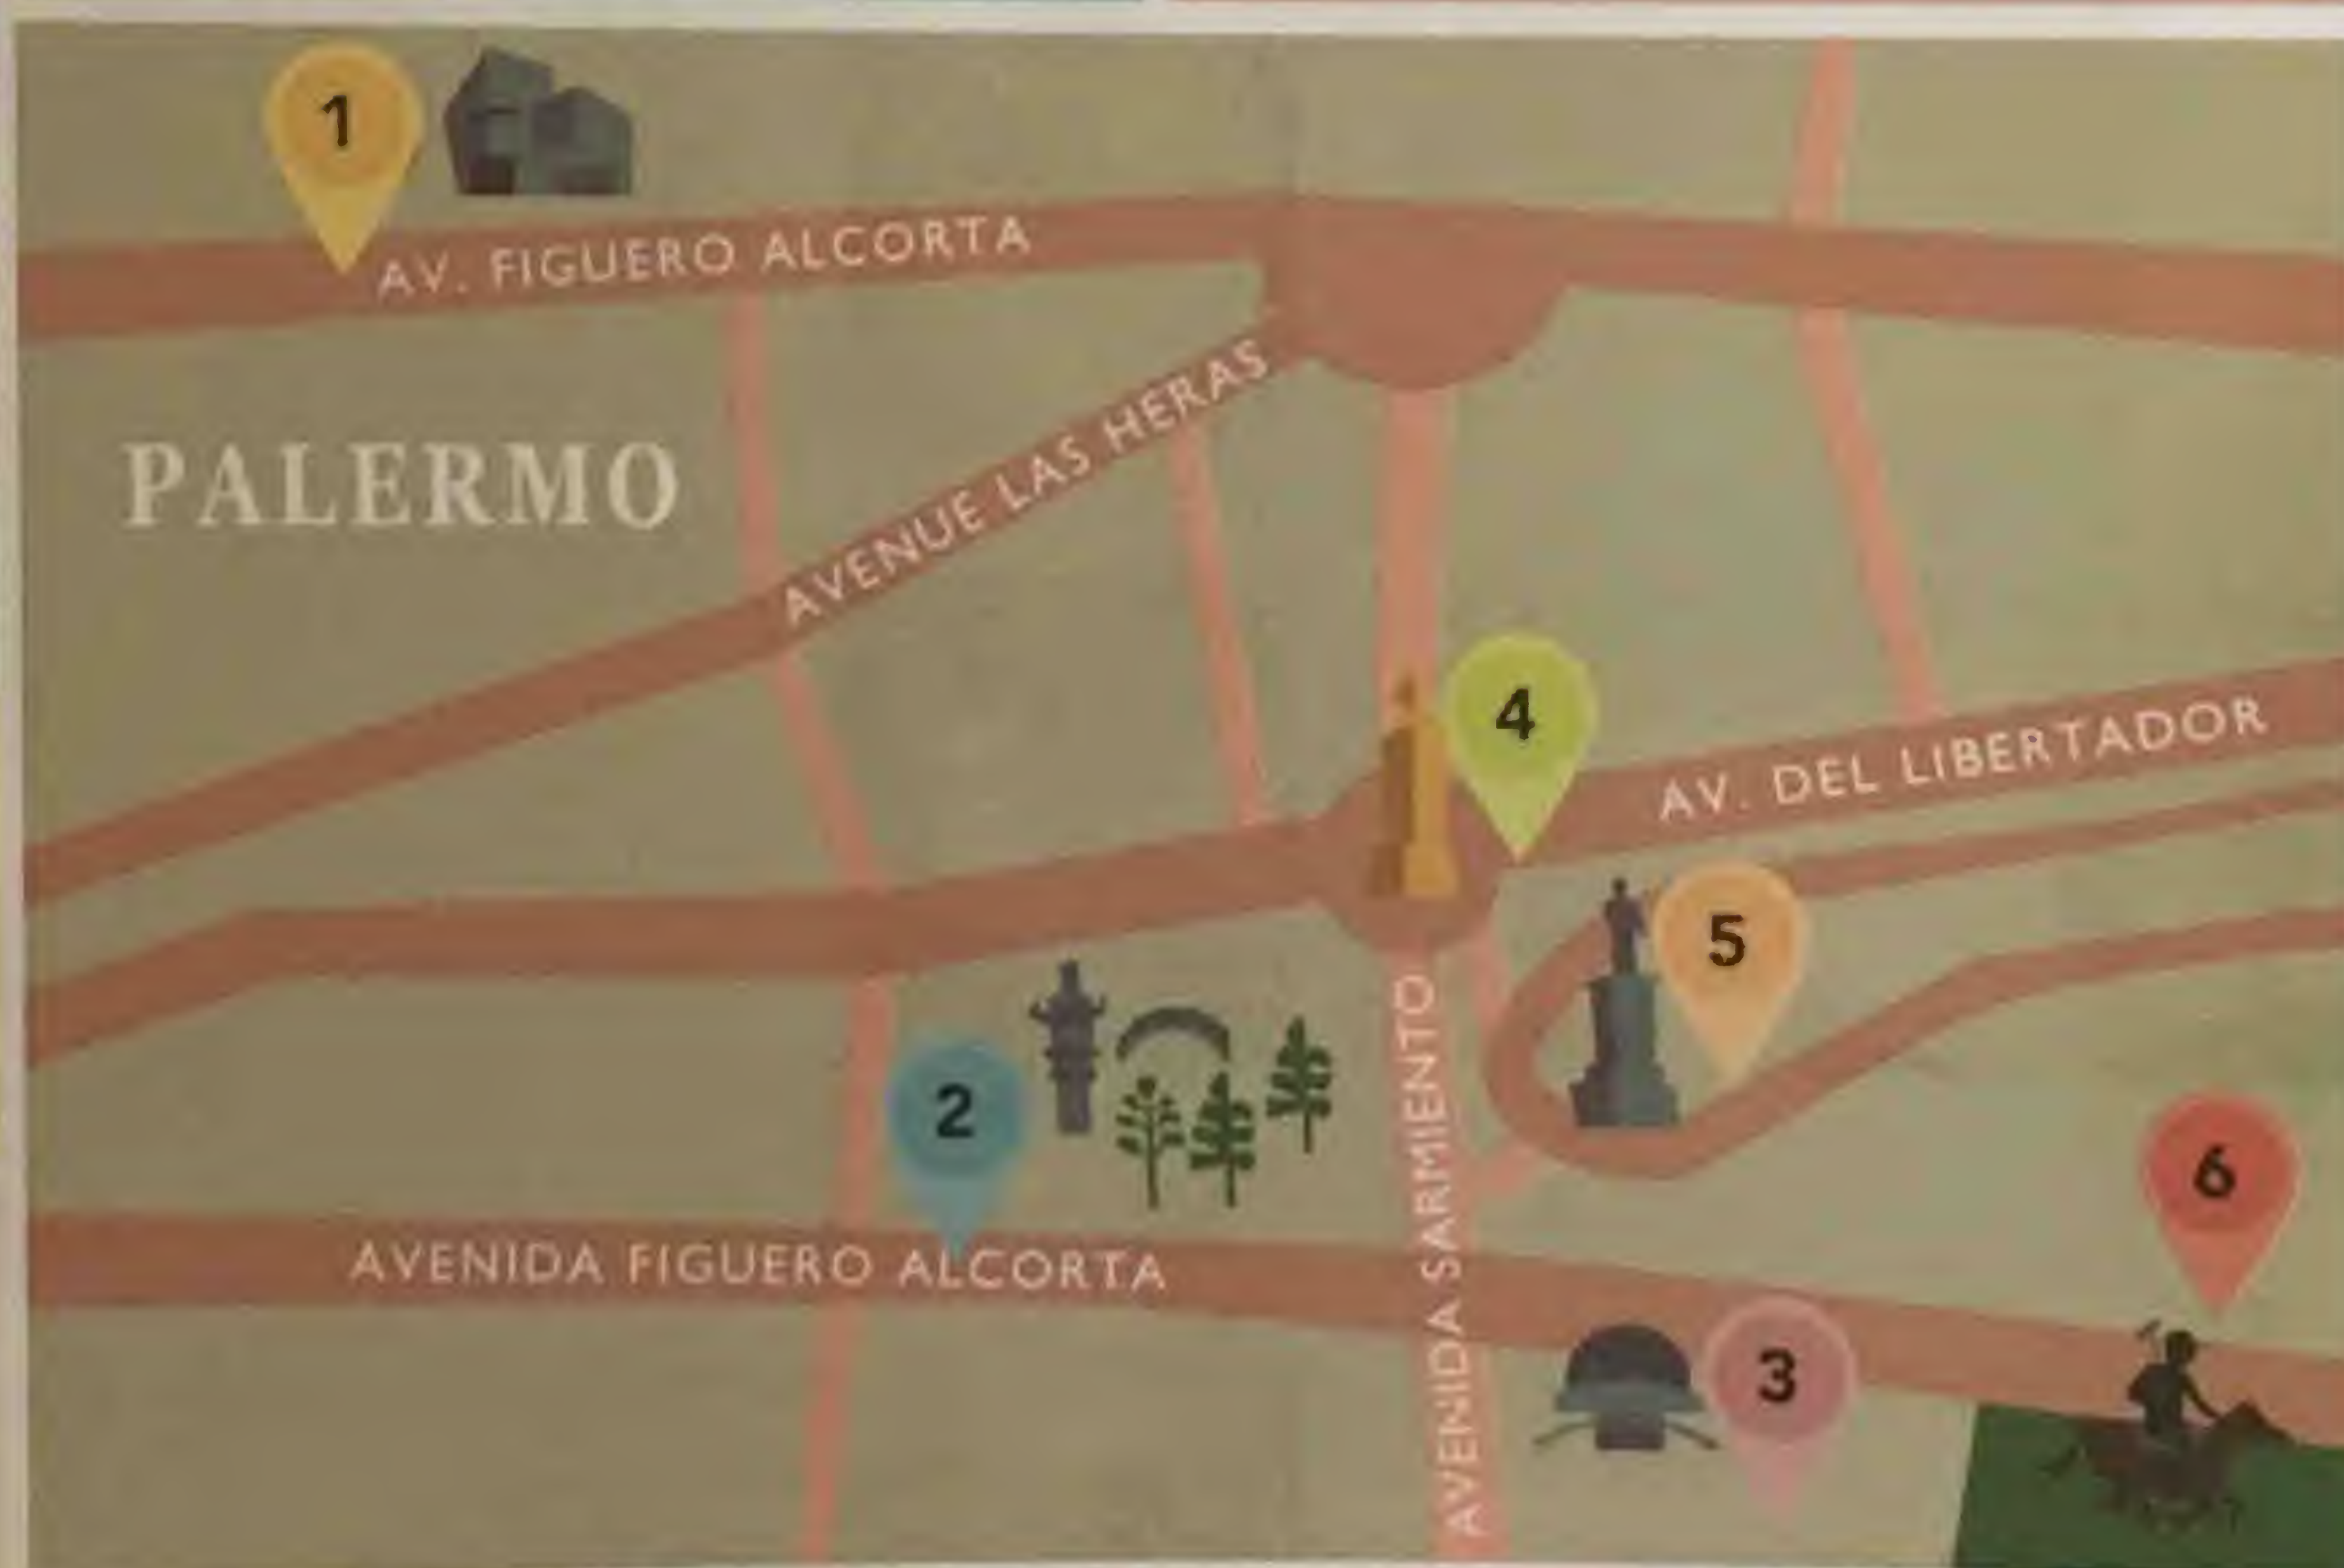 1
AV. FIGUERO ALCORTA
AVENUE LAS HERAS
PALERMO
4
AV. DEL LIBERTADOR
5
2
AVENIDA SARMIENTO
6
AVENIDA FIGUERO ALCORTA
3